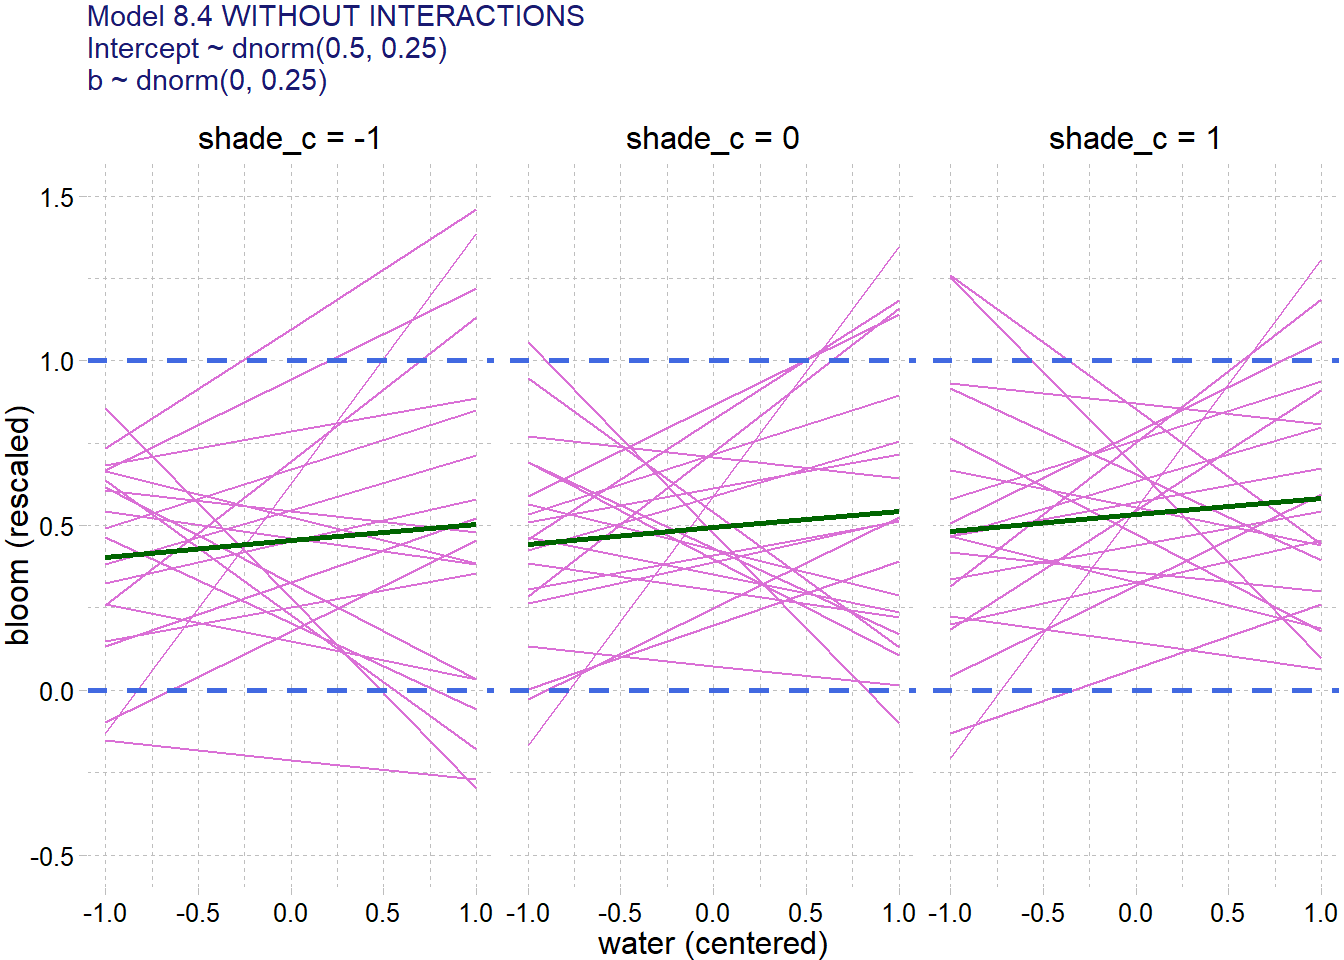 Model 8.4 WITHOUT INTERACTIONS
Intercept ~ dnorm(0.5, 0.25)
b ~ dnorm(0, 0.25)
shade_c = -1 shade_c = 0 shade_c = 1
1.5
1.0
0.5
0.0
-0.5
bloom (rescaled)
-1.0 -0.5 0.0 0.5 1.0 -1.0 -0.5 0.0 0.5 1.0 -1.0 -0.5 0.0 0.5 1.0
water (centered)